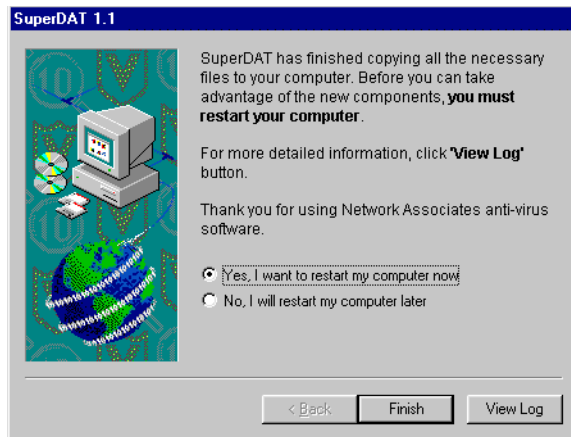 SuperDAT 1.1
SuperDAT has finished copying all the necessary
files to your computer. Before you can take
advantage of the new components, you must
restart your computer.
For more detailed information, click 'View Log'
button.
Thank you for using Network Associates anti-virus
software.
Yes, I want to restart my computer now
No, I will restart my computer later
< Back
Finish
View Log